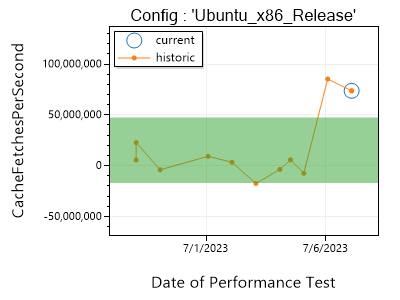 Config : 'Ubuntu_x86_Release'
current
historic
CacheFetchesPerSecond
100,000,000
50,000,000
0
-50,000,000
7/1/2023
7/6/2023
Date of Performance Test